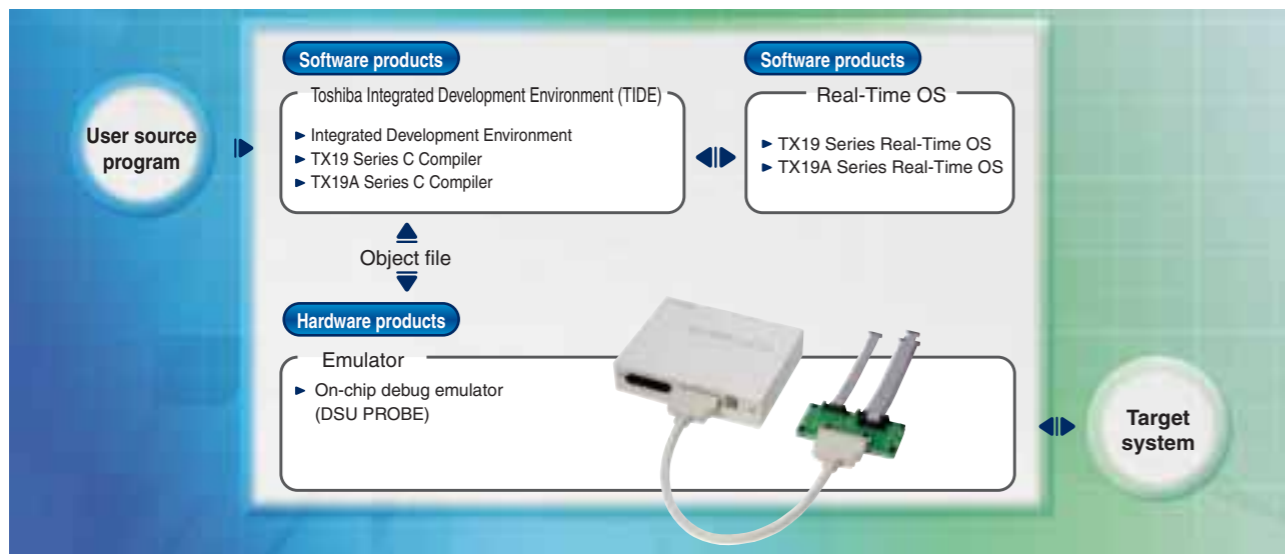 Software products
Software products
User source
program
Toshiba Integrated Development Environment (TIDE)
► Integrated Development Environment
► TX19 Series C Compiler
► TX19A Series C Compiler
Real-Time OS
► TX19 Series Real-Time OS
► TX19A Series Real-Time OS
Object file
Hardware products
Emulator
► On-chip debug emulator
(DSU PROBE)
Target
system